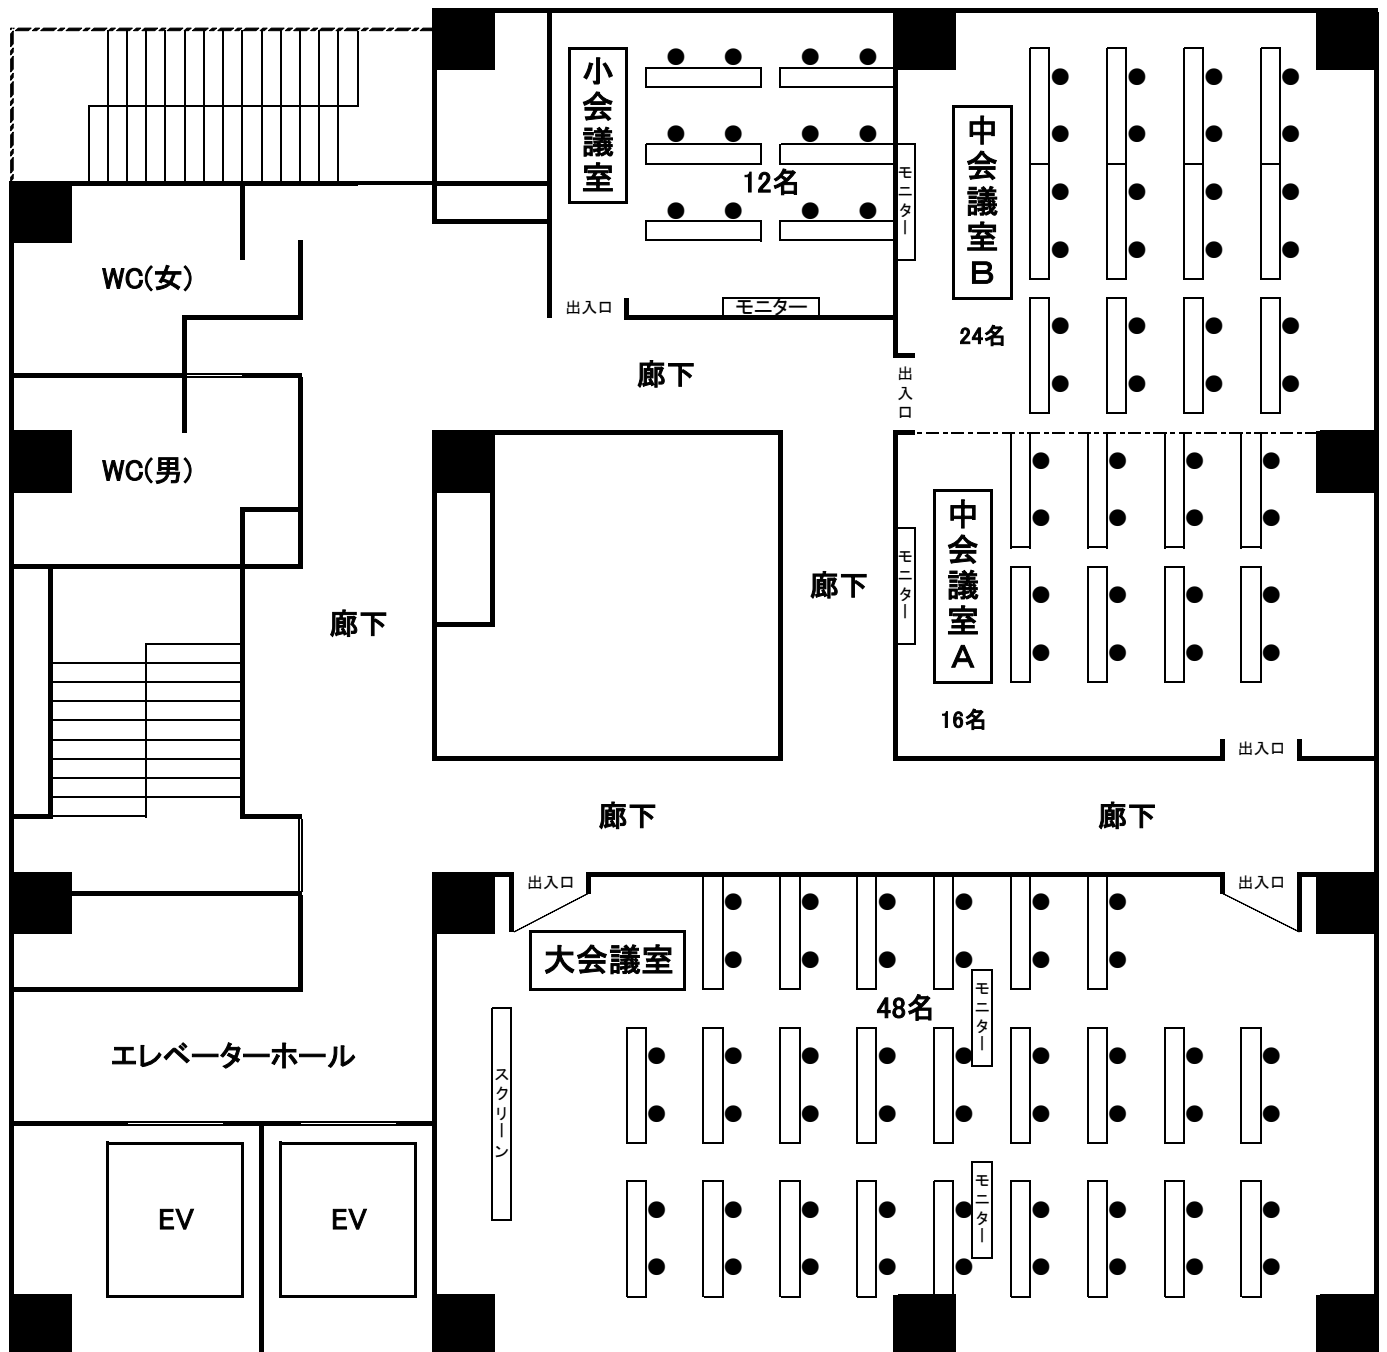 小会議室
12名
モニター
出入口
モニター
中会議室B
24名
出入口
WC(女)
廊下
WC(男)
中会議室A
モニター
16名
出入口
廊下
廊下
廊下
廊下
出入口
出入口
大会議室
48名
モニター
スクリーン
エレベーターホール
モニター
EV
EV